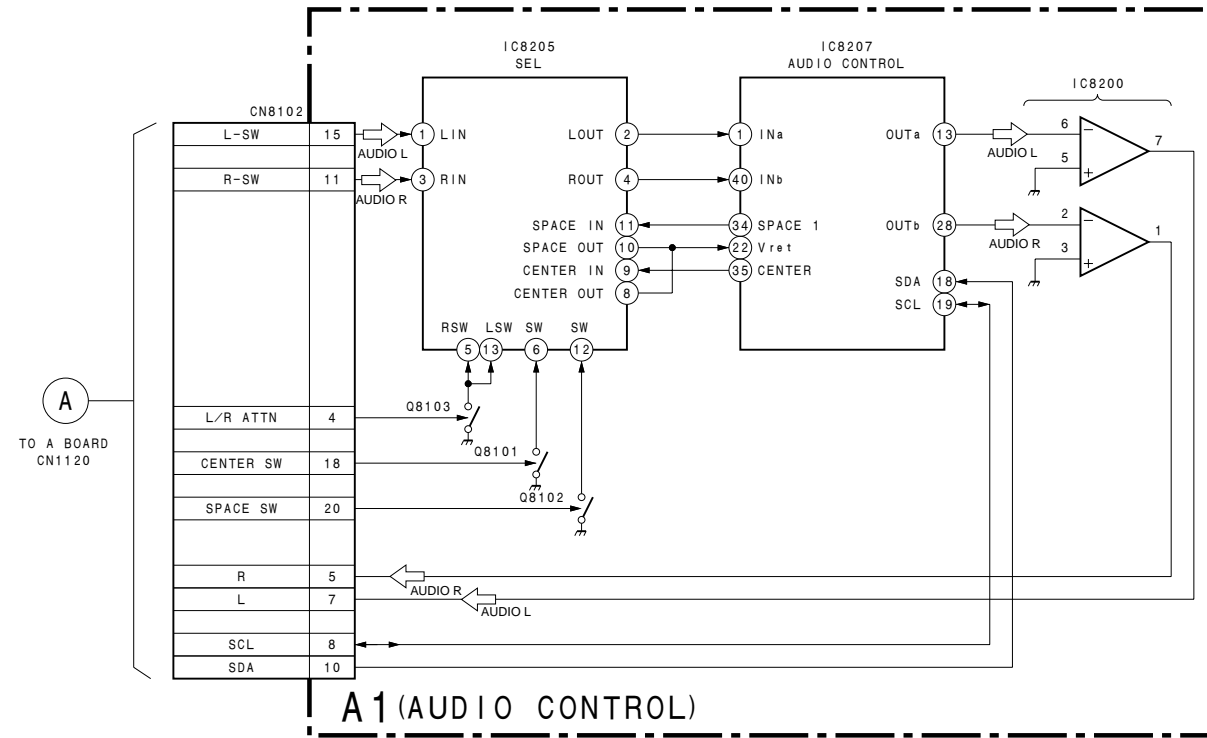 IC8205
SEL
IC8207
AUDIO CONTROL
IC8200
CN8102
L-SW 15
AUDIO L
1 LIN
LOUT 2
1 INa
OUTa 13
AUDIO L
6
−
5
+
7
R-SW 11
AUDIO R
3 RIN
ROUT 4
40 INb
SPACE IN 11
34 SPACE 1
OUTb 28
AUDIO R
2
−
3
+
1
SPACE OUT 10
22 Vret
CENTER IN 9
35 CENTER
CENTER OUT 8
SDA 18
SCL 19
RSW LSW SW SW
5 13 6 12
A
TO A BOARD
CN1120
L/R ATTN 4
Q8103
CENTER SW 18
Q8101
SPACE SW 20
Q8102
R 5
AUDIO R
L 7
AUDIO L
SCL 8
SDA 10
A1 (AUDIO CONTROL)